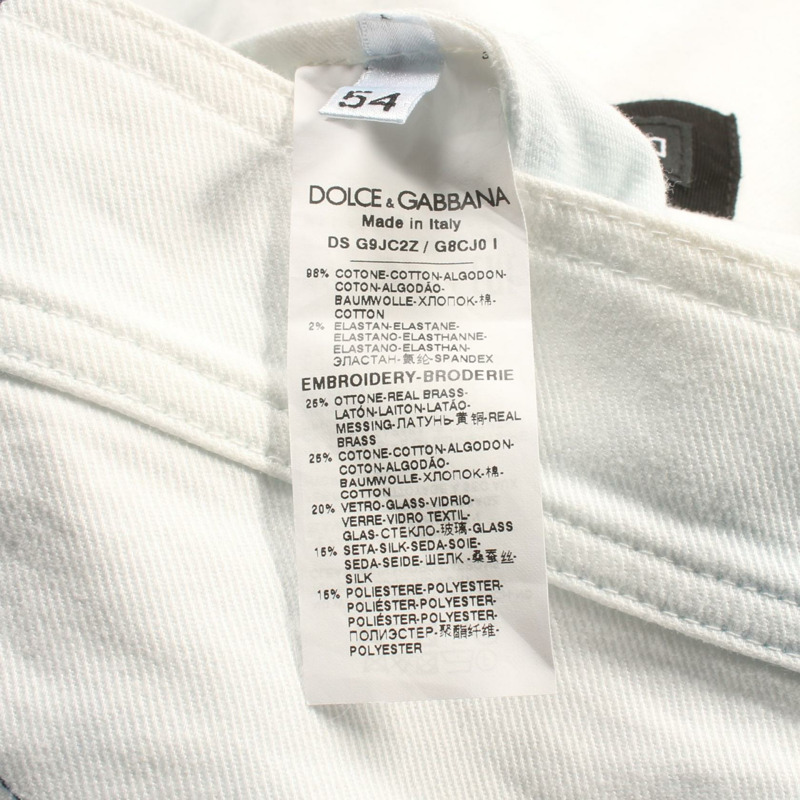 54
DOLCE & GABBANA
Made in Italy
DS G9JC2Z / G8CJ0 I
98% COTONE-COTTON-ALGODON-
COTON-ALGODÃO-
BAUMWOLLE-ХЛОПОК-棉-
COTTON
2% ELASTAN-ELASTANE-
ELASTANO-ELASTHANNE-
ELASTANO-ELASTHAN-
ЭЛАСТАН-氨纶-SPANDEX
EMBROIDERY-BRODERIE
25% OTTONE-REAL BRASS-
LATÓN-LAITON-LATÃO-
MESSING-ЛАТУНЬ-黄铜-REAL
BRASS
25% COTONE-COTTON-ALGODON-
COTON-ALGODÃO-
BAUMWOLLE-ХЛОПОК-棉-
COTTON
20% VETRO-GLASS-VIDRIO-
VERRE-VIDRO TEXTIL-
GLAS-СТЕКЛО-玻璃-GLASS
15% SETA-SILK-SEDA-SOIE-
SEDA-SEIDE-ШЕЛК-桑蚕丝-
SILK
15% POLIESTERE-POLYESTER-
POLIÉSTER-POLYESTER-
POLIÉSTER-POLYESTER-
ПОЛИЭСТЕР-聚酯纤维-
POLYESTER